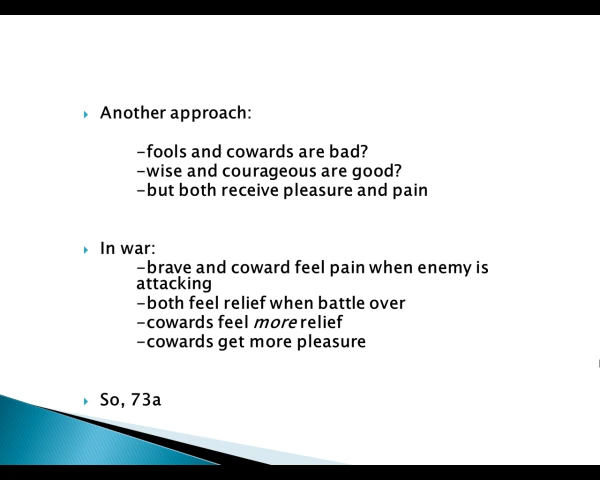 Another approach:
-fools and cowards are bad?
-wise and courageous are good?
-but both receive pleasure and pain
In war:
-brave and coward feel pain when enemy is
attacking
-both feel relief when battle over
-cowards feel more relief
-cowards get more pleasure
So, 73a